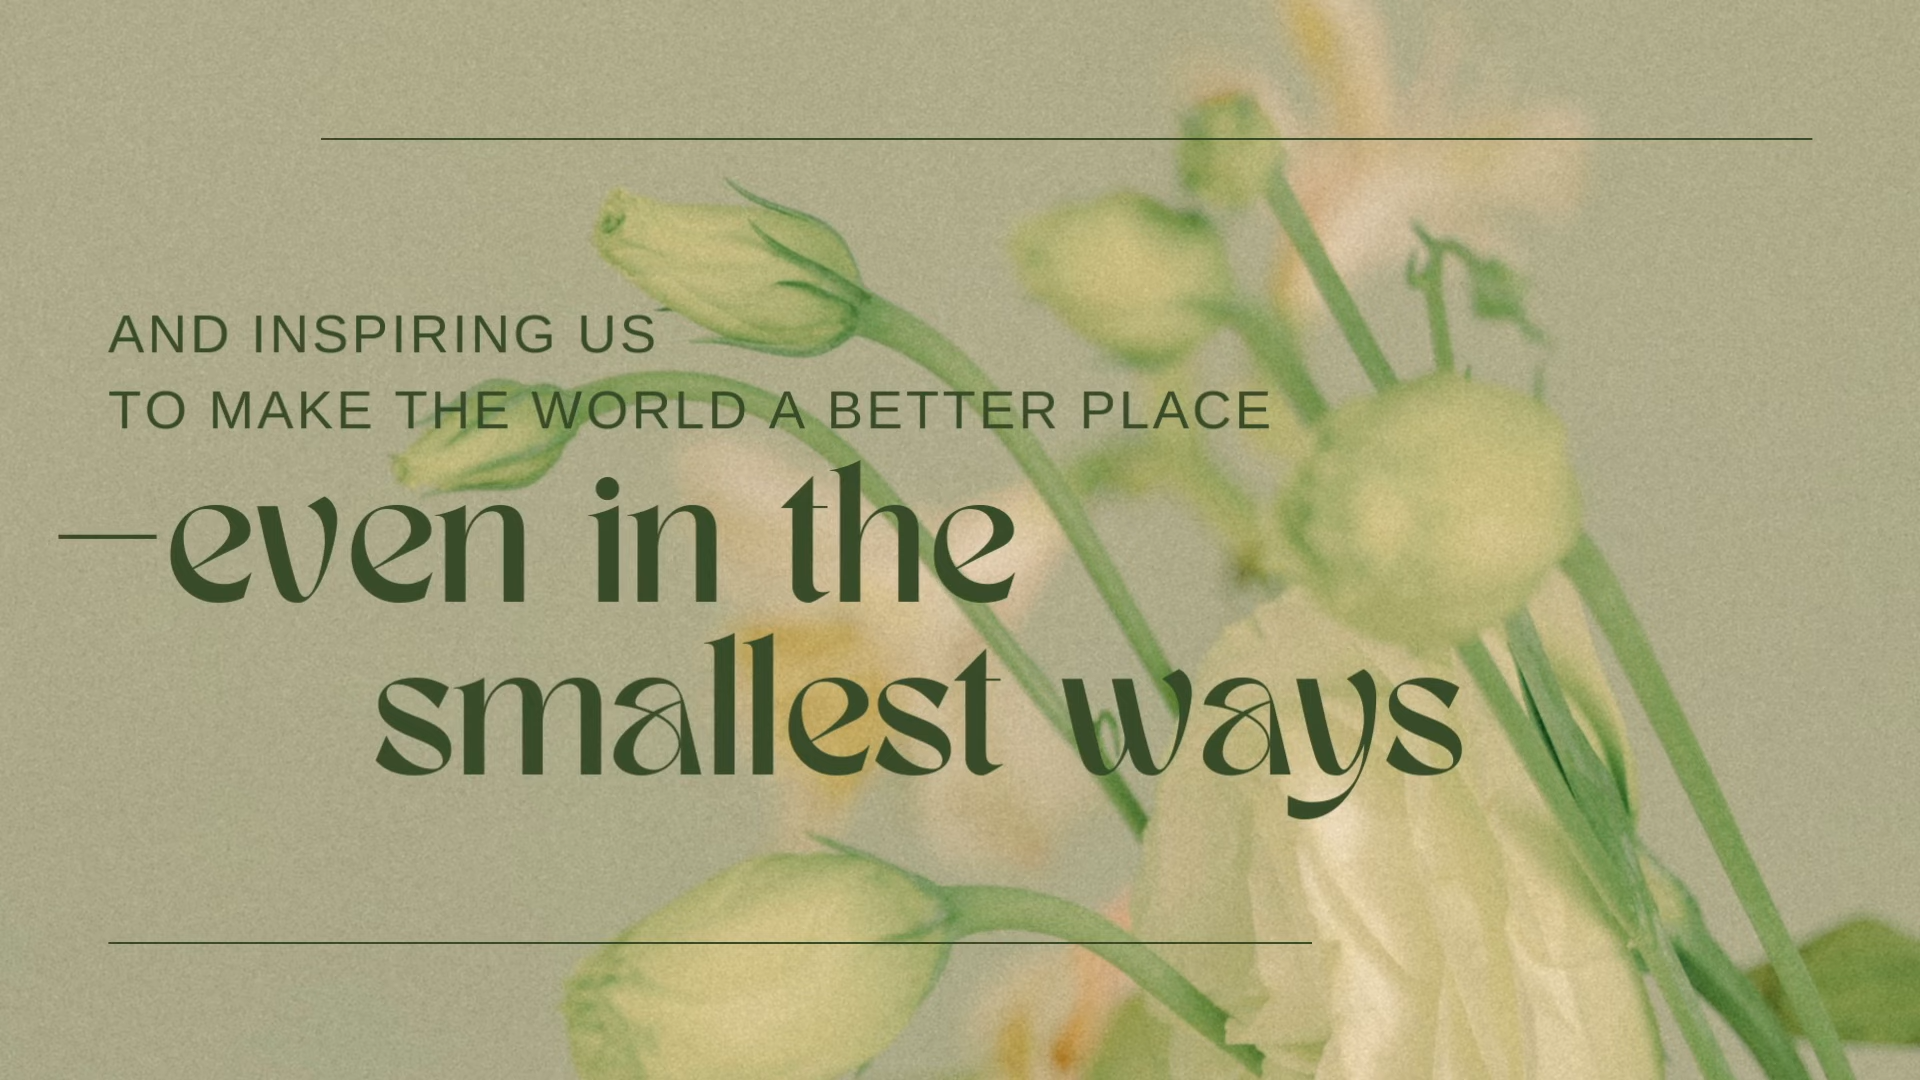 AND INSPIRING US
TO MAKE THE WORLD A BETTER PLACE
—even in the
smallest ways